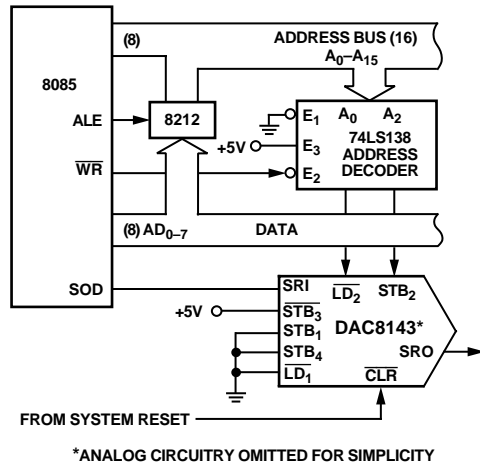 (8)
ADDRESS BUS (16)
A0–A15
8085
ALE
8212
E1
A0 A2
+5V
E3
74LS138
ADDRESS
DECODER
WR
E2
(8) AD0–7
DATA
SOD
SRI
LD2 STB2
+5V
STB3
STB1
DAC8143*
STB4
SRO
LD1
CLR
FROM SYSTEM RESET
*ANALOG CIRCUITRY OMITTED FOR SIMPLICITY